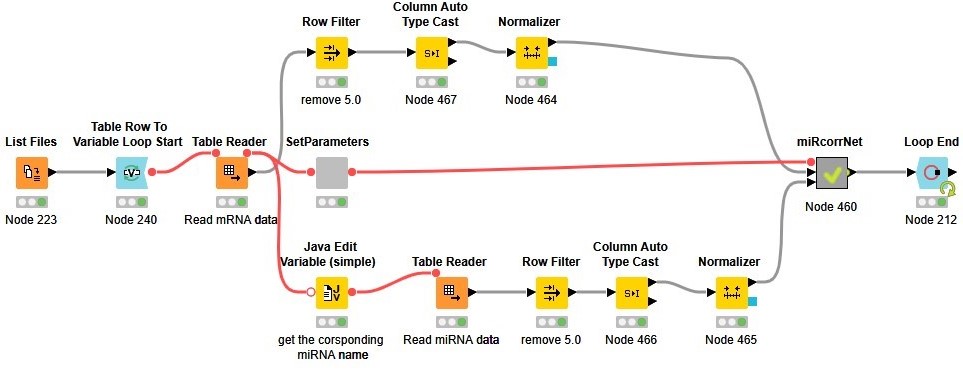 Row Filter
Column Auto
Type Cast
Normalizer
S▸I
remove 5.0
Node 467
Node 464
List Files
Table Row To
Variable Loop Start
Table Reader
SetParameters
miRcorrNet
Loop End
V
Node 223
Node 240
Read mRNA data
Node 460
Node 212
Java Edit
Variable (simple)
Table Reader
Row Filter
Column Auto
Type Cast
Normalizer
J
V
S▸I
get the corsponding
miRNA name
Read miRNA data
remove 5.0
Node 466
Node 465